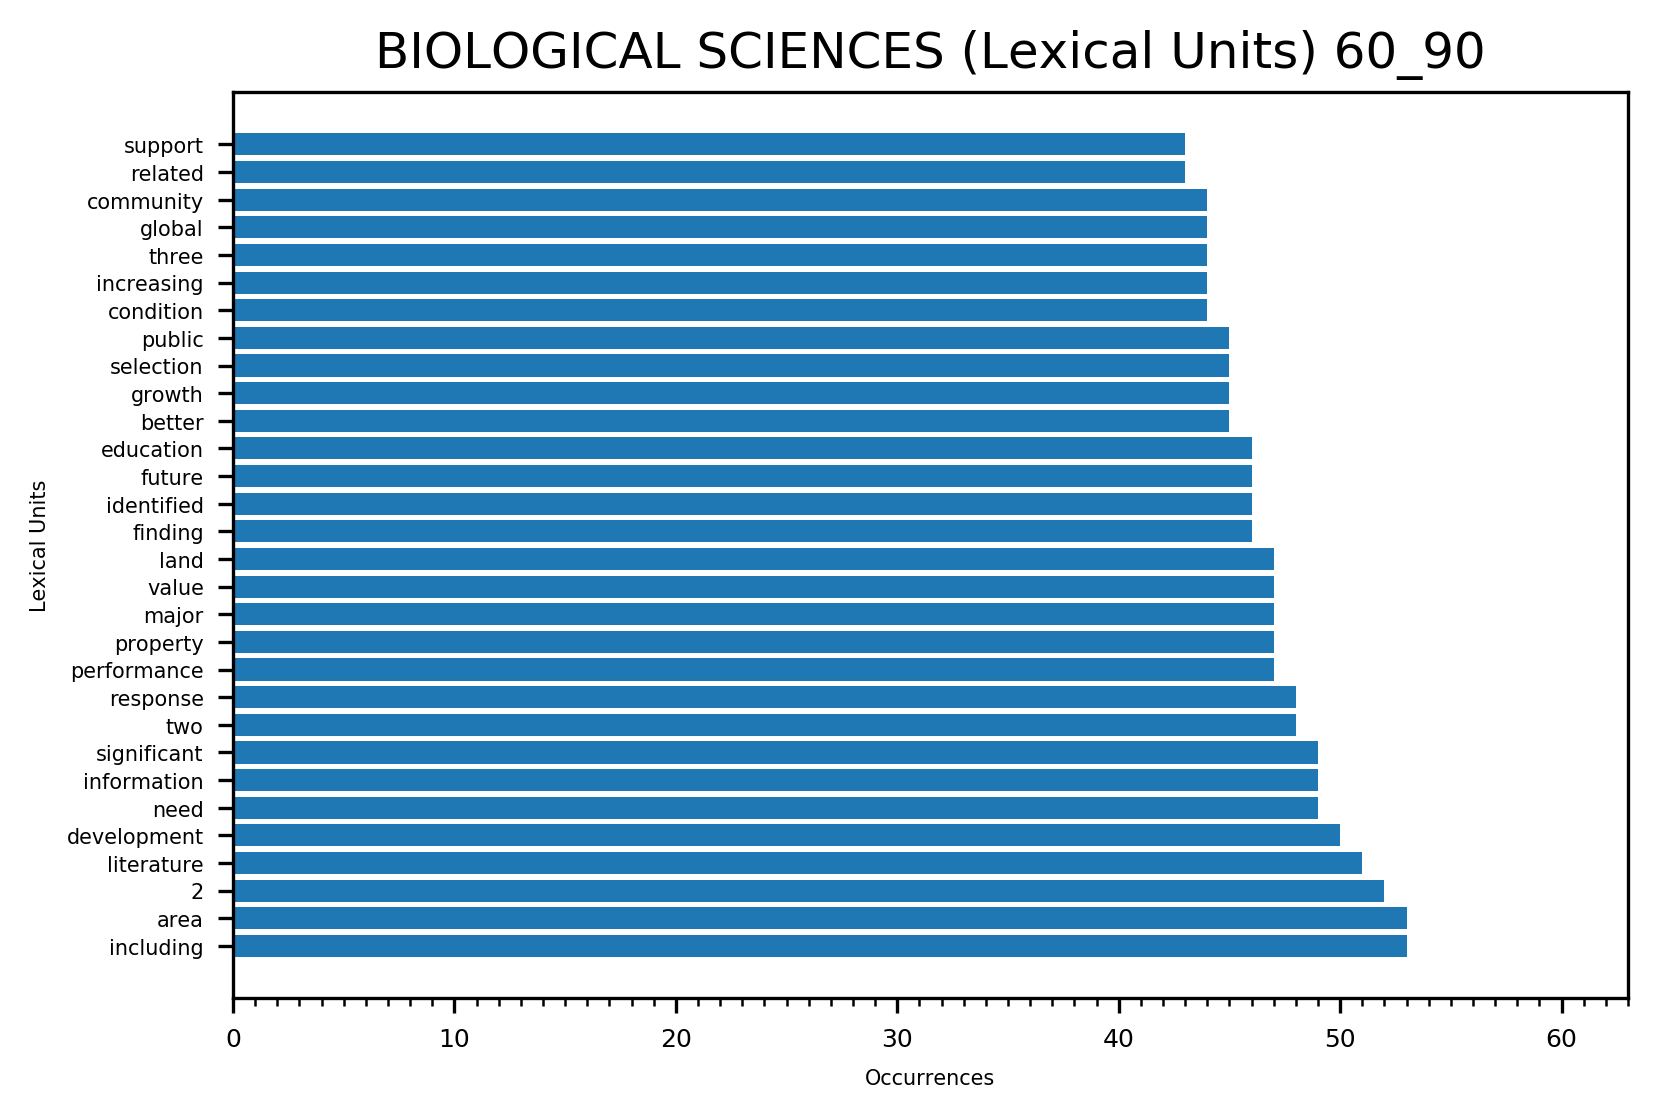 BIOLOGICAL SCIENCES (Lexical Units) 60_90
support
related
community
global
three
increasing
condition
public
selection
growth
better
education
future
identified
finding
land
value
major
property
performance
response
two
significant
information
need
development
literature
2
area
including
Lexical Units
0 10 20 30 40 50 60
Occurrences